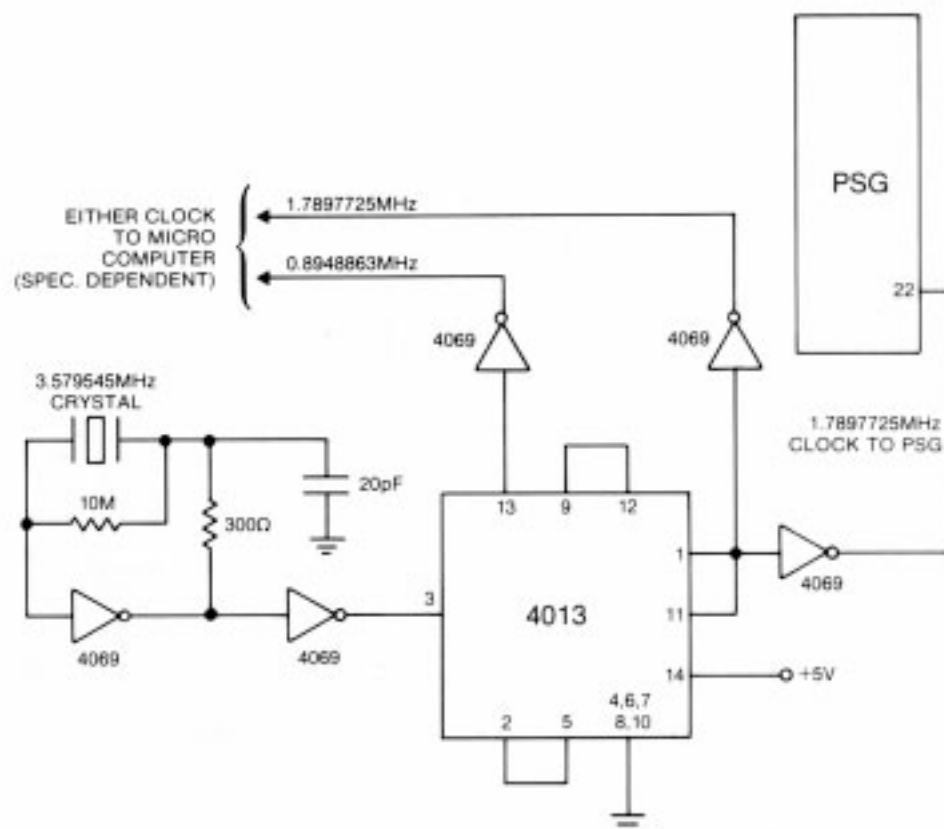 PSG
22
1.7897725MHz
EITHER CLOCK
TO MICRO
COMPUTER
(SPEC. DEPENDENT)
0.8948863MHz
4069
4069
3.579545MHz
CRYSTAL
1.7897725MHz
CLOCK TO PSG
10M
300Ω
20pF
13
9
12
1
4069
3
4013
11
4069
4069
14
+5V
4,6,7
8,10
2
5